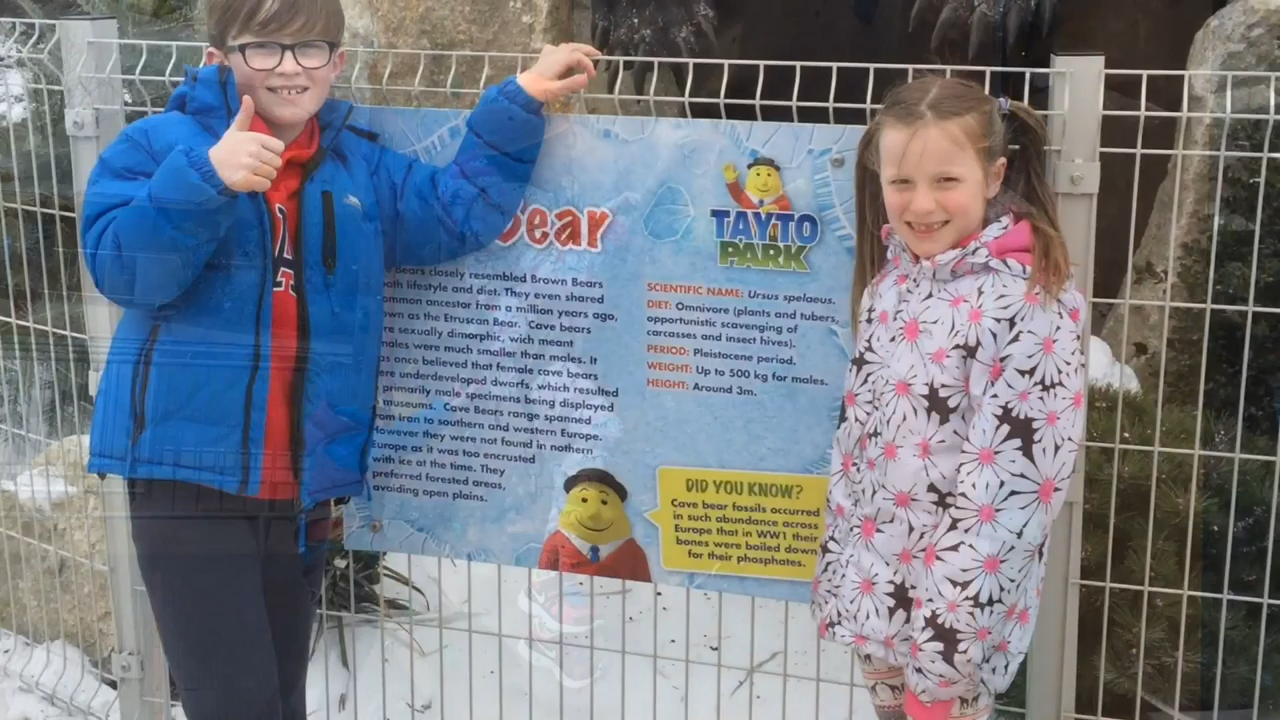 Bear
TAYTO
PARK
Bears closely resembled Brown Bears
both lifestyle and diet. They even shared
common ancestor from a million years ago,
own as the Etruscan Bear. Cave bears
re sexually dimorphic, wich meant
males were much smaller than males. It
as once believed that female cave bears
ere underdeveloped dwarfs, which resulted
primarily male specimens being displayed
museums. Cave Bears range spanned
from Iran to southern and western Europe.
However they were not found in nothern
Europe as it was too encrusted
with ice at the time. They
preferred forested areas,
avoiding open plains.
SCIENTIFIC NAME: Ursus spelaeus.
DIET: Omnivore (plants and tubers,
opportunistic scavenging of
carcasses and insect hives).
PERIOD: Pleistocene period.
WEIGHT: Up to 500 kg for males.
HEIGHT: Around 3m.
DID YOU KNOW?
Cave bear fossils occurred
in such abundance across
Europe that in WW1 their
bones were boiled down
for their phosphates.